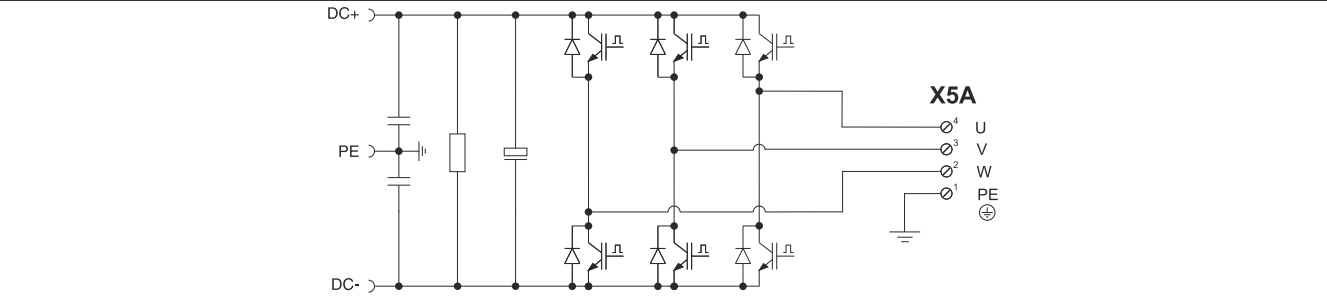 DC+
X5A
4 U
PE
3 V
2 W
1 PE
DC-